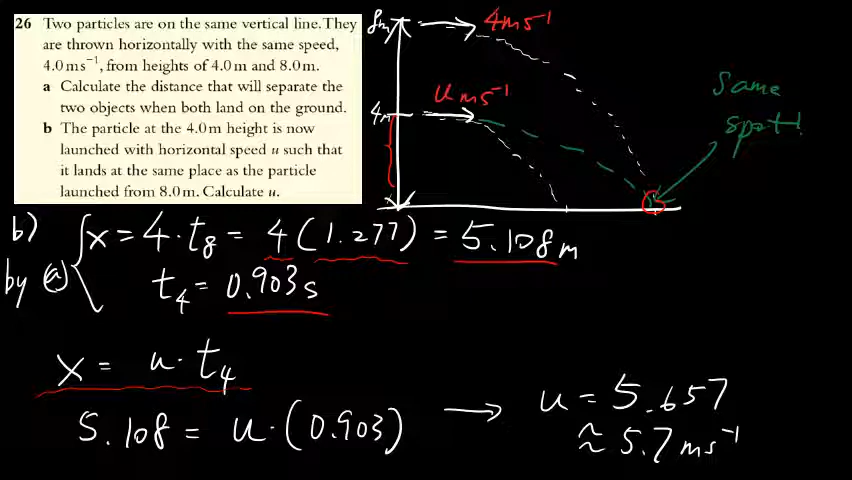 26 Two particles are on the same vertical line. They
are thrown horizontally with the same speed,
4.0 m s⁻¹, from heights of 4.0 m and 8.0 m.
a Calculate the distance that will separate the
two objects when both land on the ground.
b The particle at the 4.0 m height is now
launched with horizontal speed u such that
it lands at the same place as the particle
launched from 8.0 m. Calculate u.
8m
4ms⁻¹
4m
u ms⁻¹
Same
spot!
b) x = 4 · t₈ = 4 (1.277) = 5.108 m
by (a) t₄ = 0.903 s
x = u · t₄
5.108 = u · (0.903) → u = 5.657
≈ 5.7 ms⁻¹